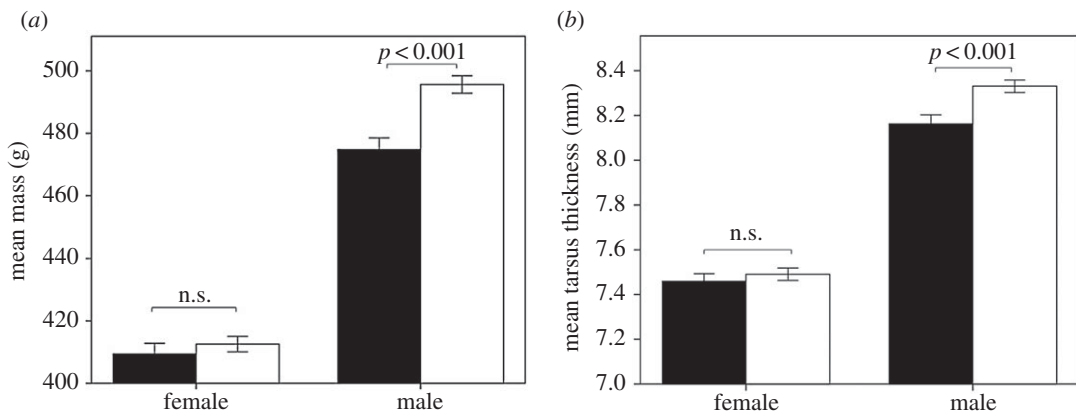 (a)
p < 0.001
n.s.
mean mass (g)
500
480
460
440
420
400
female
male
(b)
p < 0.001
n.s.
mean tarsus thickness (mm)
8.4
8.2
8.0
7.8
7.6
7.4
7.2
7.0
female
male